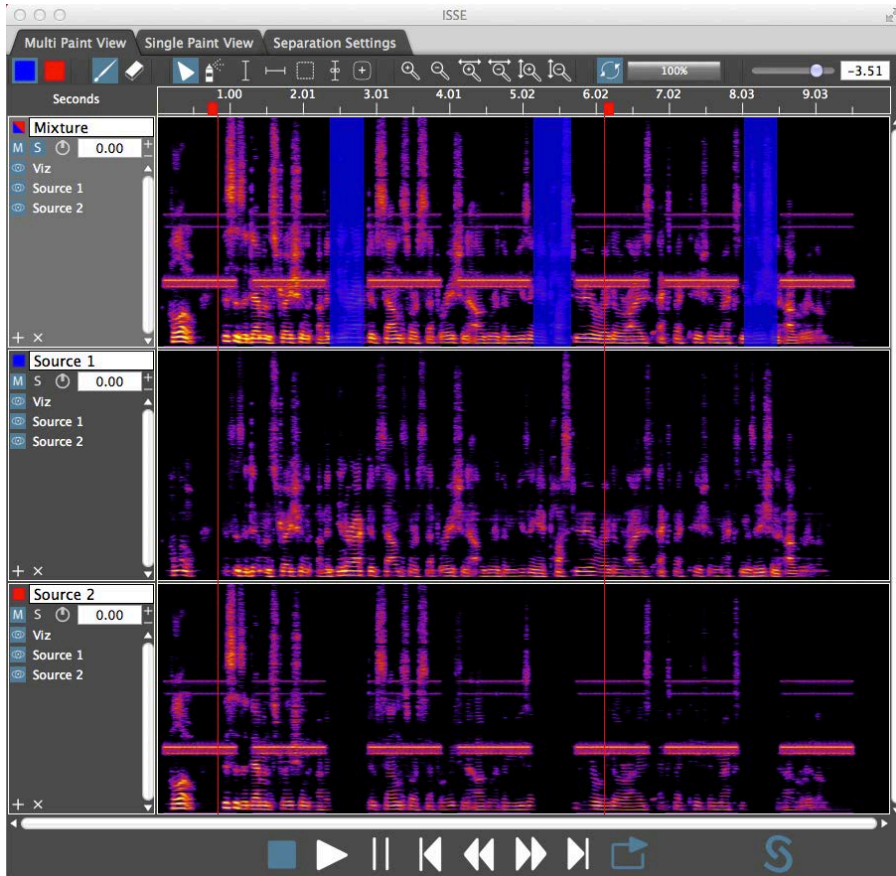 ISSE
Multi Paint View Single Paint View Separation Settings
100% -3.51
Seconds 1.00 2.01 3.01 4.01 5.02 6.02 7.02 8.03 9.03
Mixture
M S 0.00 + −
Viz
Source 1
Source 2
+ ×
Source 1
M S 0.00 + −
Viz
Source 1
Source 2
+ ×
Source 2
M S 0.00 + −
Viz
Source 1
Source 2
+ ×
S